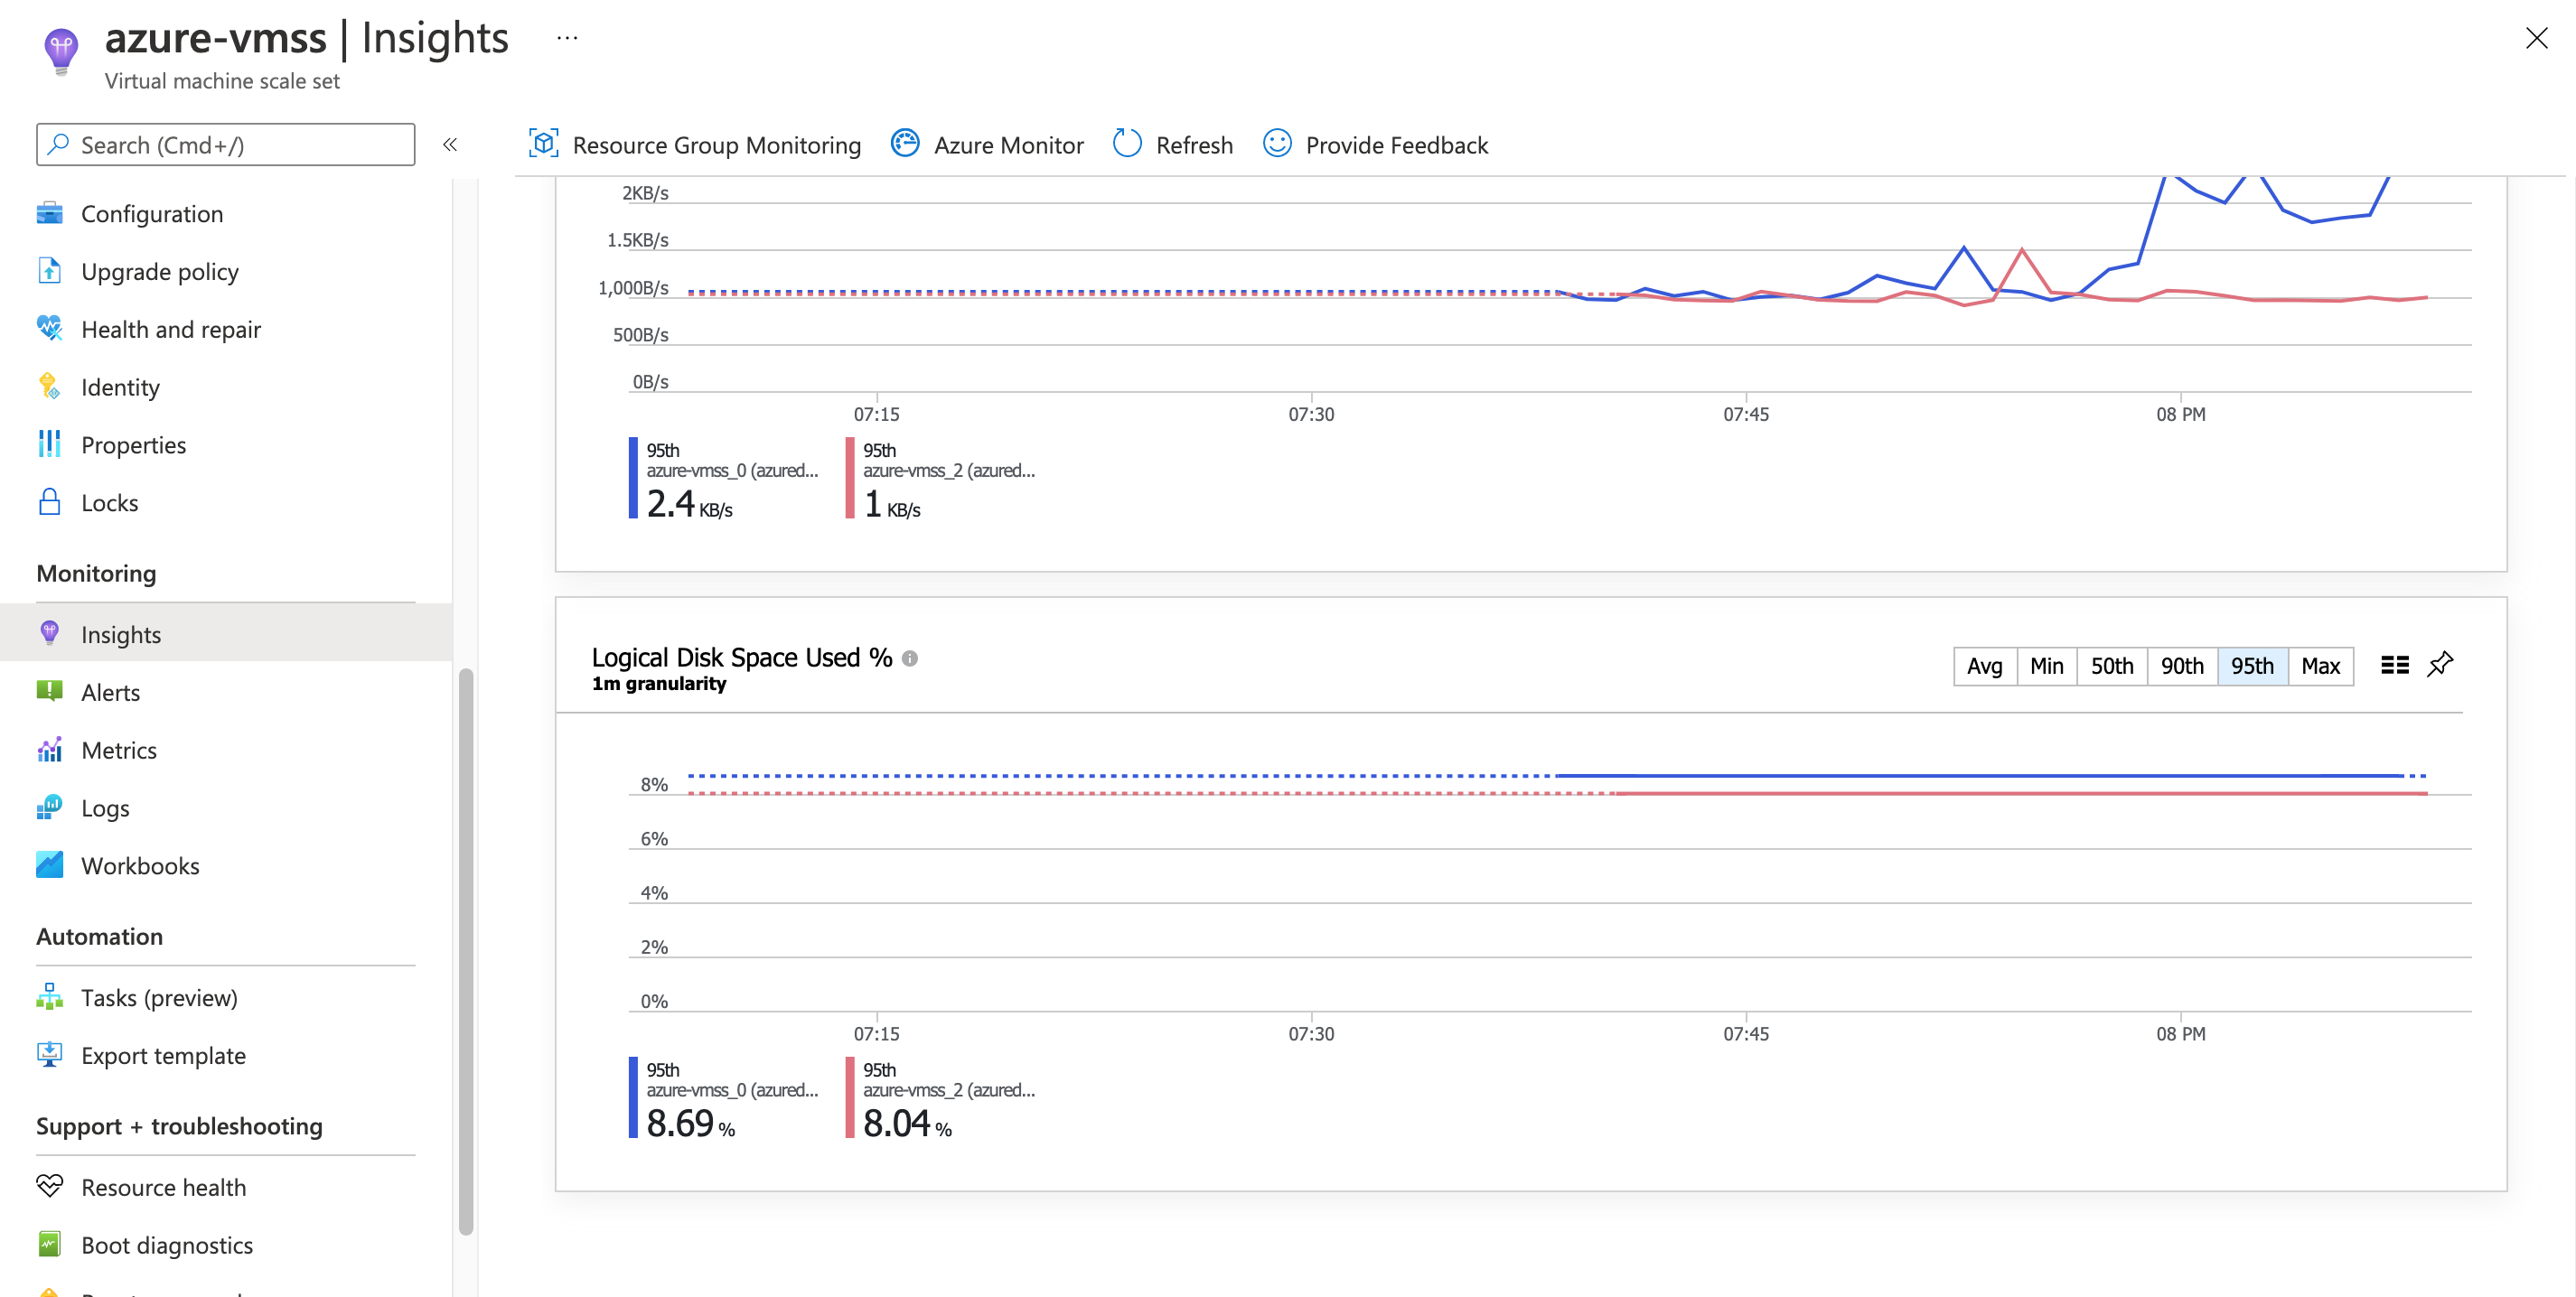 azure-vmss | Insights ...
Virtual machine scale set
Search (Cmd+/)
«
Configuration
Upgrade policy
Health and repair
Identity
Properties
Locks
Monitoring
Insights
Alerts
Metrics
Logs
Workbooks
Automation
Tasks (preview)
Export template
Support + troubleshooting
Resource health
Boot diagnostics
Resource Group Monitoring Azure Monitor Refresh Provide Feedback
2KB/s
1.5KB/s
1,000B/s
500B/s
0B/s
07:15 07:30 07:45 08 PM
95th
azure-vmss_0 (azured...
2.4 KB/s
95th
azure-vmss_2 (azured...
1 KB/s
Logical Disk Space Used %
1m granularity
Avg Min 50th 90th 95th Max
8%
6%
4%
2%
0%
07:15 07:30 07:45 08 PM
95th
azure-vmss_0 (azured...
8.69 %
95th
azure-vmss_2 (azured...
8.04 %